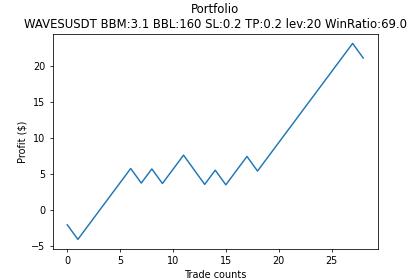 Portfolio
WAVESUSDT BBM:3.1 BBL:160 SL:0.2 TP:0.2 lev:20 WinRatio:69.0
Profit ($)
20
15
10
5
0
−5
0 5 10 15 20 25
Trade counts